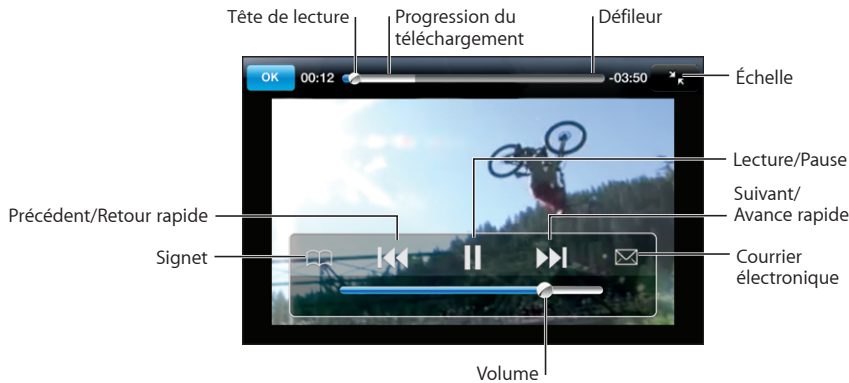 Tête de lecture
Progression du
téléchargement
Défileur
OK
00:12
-03:50
Échelle
Lecture/Pause
Suivant/
Avance rapide
Précédent/Retour rapide
Signet
Courrier
électronique
Volume